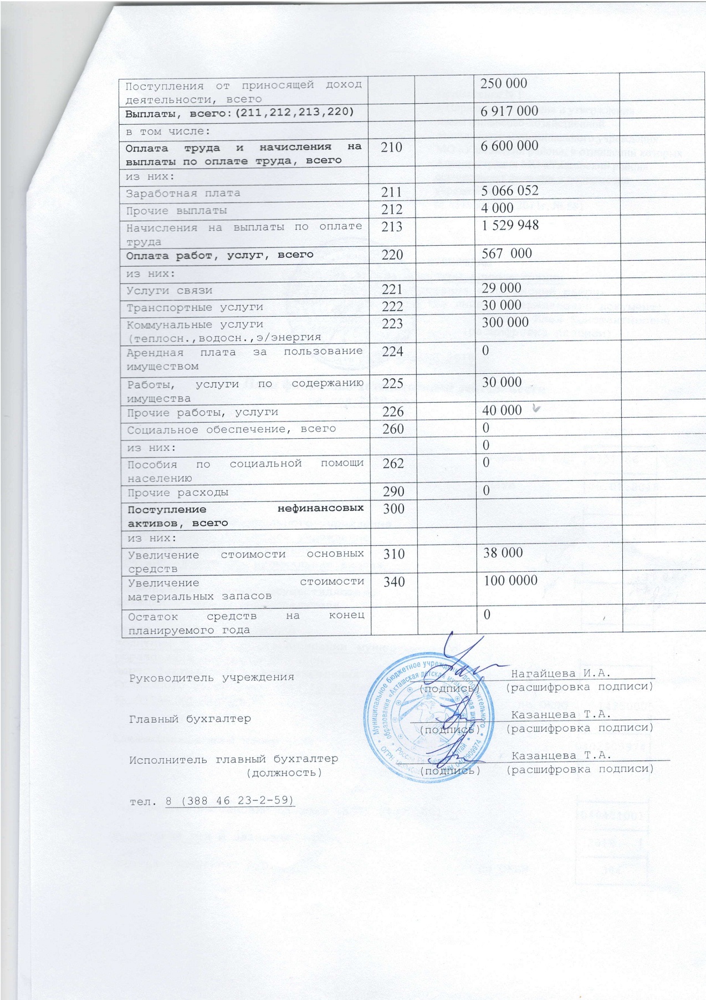 Поступления от приносящей доход 250 000
деятельности, всего
Выплаты, всего:(211,212,213,220) 6 917 000
в том числе:
Оплата труда и начисления на 210 6 600 000
выплаты по оплате труда, всего
из них:
Заработная плата 211 5 066 052
Прочие выплаты 212 4 000
Начисления на выплаты по оплате 213 1 529 948
труда
Оплата работ, услуг, всего 220 567 000
из них:
Услуги связи 221 29 000
Транспортные услуги 222 30 000
Коммунальные услуги 223 300 000
(теплосн.,водосн.,э/энергия
Арендная плата за пользование 224 0
имуществом
Работы, услуги по содержанию 225 30 000
имущества
Прочие работы, услуги 226 40 000
Социальное обеспечение, всего 260 0
из них: 0
Пособия по социальной помощи 262 0
населению
Прочие расходы 290 0
Поступление нефинансовых 300
активов, всего
из них:
Увеличение стоимости основных 310 38 000
средств
Увеличение стоимости 340 100 0000
материальных запасов
Остаток средств на конец 0
планируемого года
Руководитель учреждения Нагайцева И.А.
(подпись) (расшифровка подписи)
Главный бухгалтер Казанцева Т.А.
(подпись) (расшифровка подписи)
Исполнитель главный бухгалтер Казанцева Т.А.
(должность) (подпись) (расшифровка подписи)
тел. 8 (388 46 23-2-59)
Муниципальное бюджетное учреждение дополнительного
образования «Акташская детская музыкальная школа»
Россия Республика Алтай
ОГРН
ИНН 0402909974